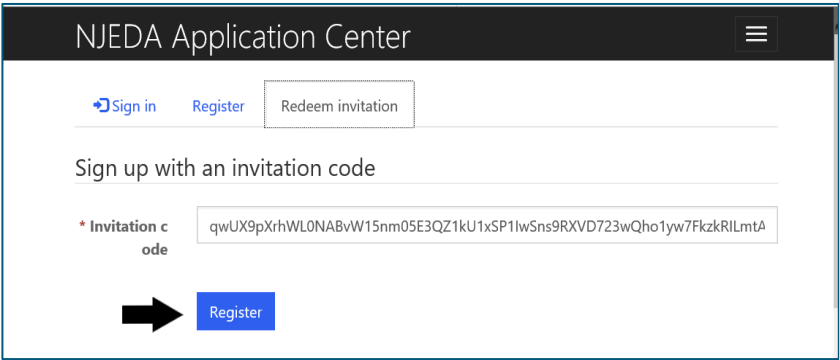 NJEDA Application Center
Sign in Register Redeem invitation
Sign up with an invitation code
* Invitation c
ode
qwUX9pXrhWL0NABvW15nm05E3QZ1kU1xSP1IwSns9RXVD723wQho1yw7FkzkRILmtA
Register